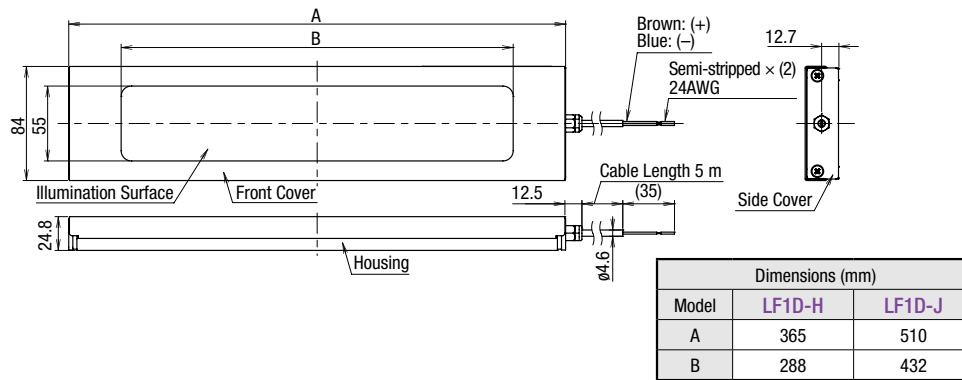 A
B
Brown: (+)
Blue: (–)
12.7
Semi-stripped × (2)
24AWG
84
55
Illumination Surface
Front Cover
12.5
Cable Length 5 m
(35)
Side Cover
24.8
Housing
ø4.6
Dimensions (mm)
Model LF1D-H LF1D-J
A 365 510
B 288 432